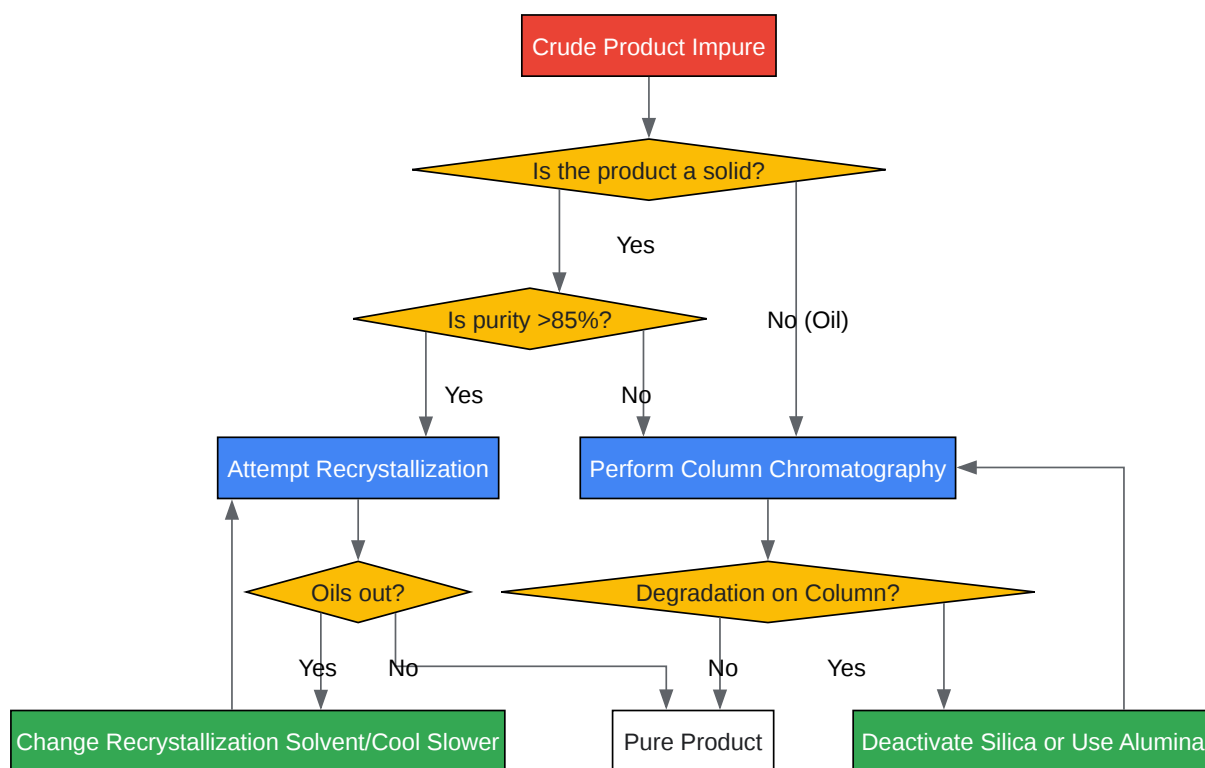 Crude Product Impure
Is the product a solid?
Yes
Is purity >85%?
No (Oil)
Yes
No
Attempt Recrystallization
Perform Column Chromatography
Oils out?
Degradation on Column?
Yes
No
No
Yes
Change Recrystallization Solvent/Cool Slower
Pure Product
Deactivate Silica or Use Alumina